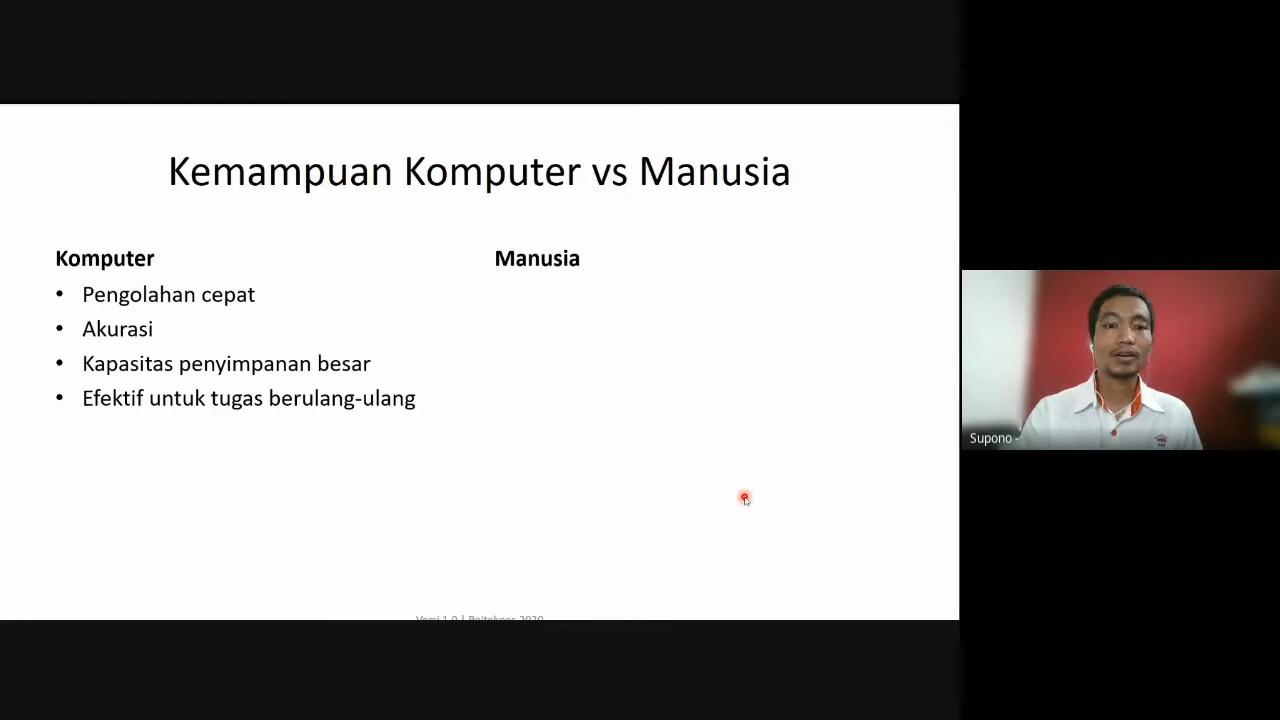 Kemampuan Komputer vs Manusia
Komputer
• Pengolahan cepat
• Akurasi
• Kapasitas penyimpanan besar
• Efektif untuk tugas berulang-ulang
Manusia
Supono -